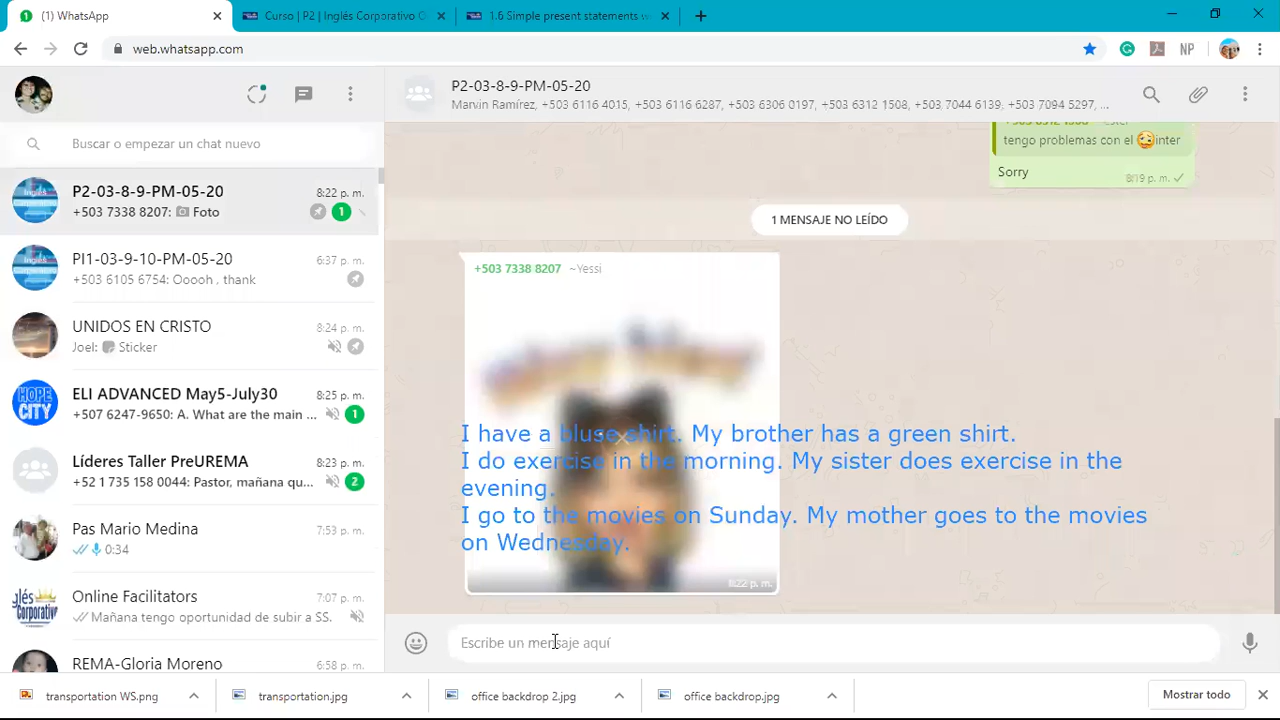 (1) WhatsApp
Curso | P2 | Inglés Corporativo O
1.6 Simple present statements w
web.whatsapp.com
NP
Buscar o empezar un chat nuevo
P2-03-8-9-PM-05-20
8:22 p. m.
+503 7338 8207: Foto
1
PI1-03-9-10-PM-05-20
6:37 p. m.
+503 6105 6754: Ooooh , thank
UNIDOS EN CRISTO
8:24 p. m.
Joel: Sticker
ELI ADVANCED May5-July30
8:25 p. m.
+507 6247-9650: A. What are the main ...
1
Líderes Taller PreUREMA
8:23 p. m.
+52 1 735 158 0044: Pastor, mañana qu...
2
Pas Mario Medina
7:53 p. m.
0:34
Online Facilitators
7:07 p. m.
Mañana tengo oportunidad de subir a SS.
REMA-Gloria Moreno
6:58 p. m.
P2-03-8-9-PM-05-20
Marvin Ramírez, +503 6116 4015, +503 6116 6287, +503 6306 0197, +503 6312 1508, +503 7044 6139, +503 7094 5297, ...
tengo problemas con el inter
Sorry
8:19 p. m.
1 MENSAJE NO LEÍDO
+503 7338 8207 ~Yessi
I have a bluse shirt. My brother has a green shirt.
I do exercise in the morning. My sister does exercise in the
evening.
I go to the movies on Sunday. My mother goes to the movies
on Wednesday.
8:22 p. m.
Escribe un mensaje aquí
transportation WS.png
transportation.jpg
office backdrop 2.jpg
office backdrop.jpg
Mostrar todo